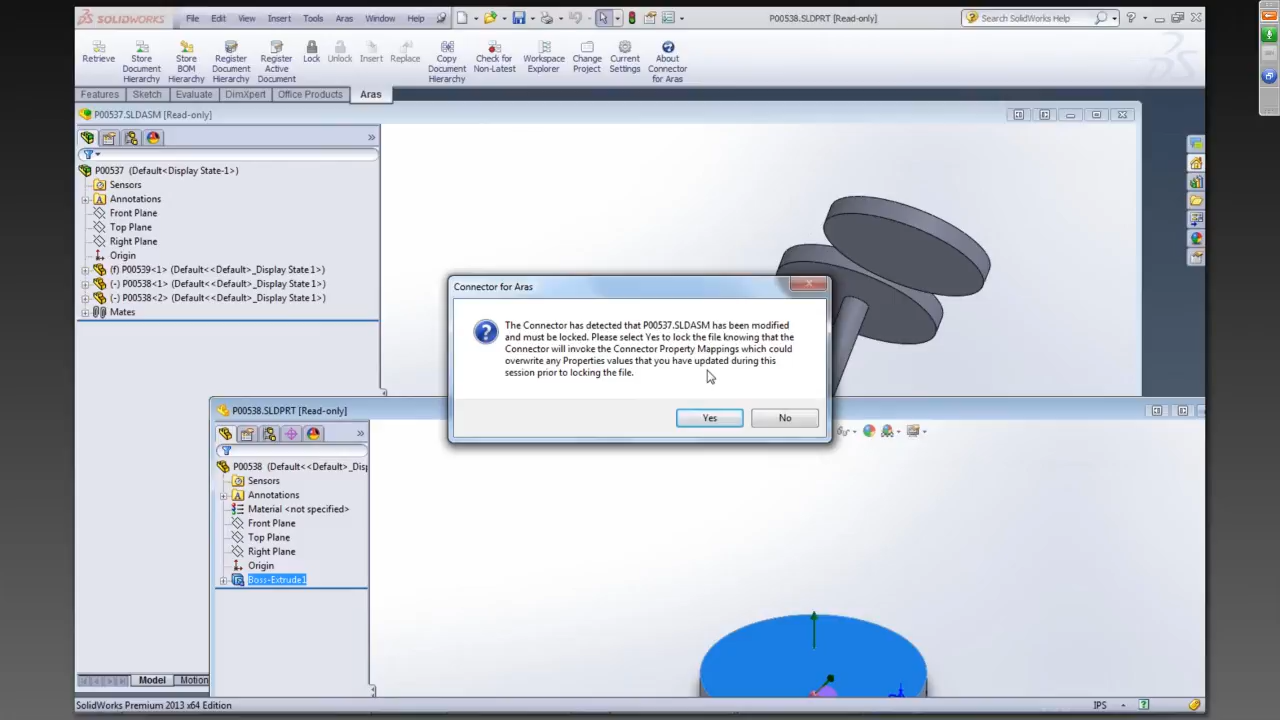 SOLIDWORKS
File
Edit
View
Insert
Tools
Aras
Window
Help
P00538.SLDPRT [Read-only]
Search SolidWorks Help
Retrieve
Store Document Hierarchy
Store BOM Hierarchy
Register Document Hierarchy
Register Active Document
Lock
Unlock
Insert
Replace
Copy Document Hierarchy
Check for Non-Latest
Workspace Explorer
Change Project
Current Settings
About Connector for Aras
Features
Sketch
Evaluate
DimXpert
Office Products
Aras
P00537.SLDASM [Read-only]
P00537 (Default<Display State-1>)
Sensors
Annotations
Front Plane
Top Plane
Right Plane
Origin
(f) P00539<1> (Default<<Default>_Display State 1>)
(-) P00538<1> (Default<<Default>_Display State 1>)
(-) P00538<2> (Default<<Default>_Display State 1>)
Mates
Connector for Aras
The Connector has detected that P00537.SLDASM has been modified
and must be locked. Please select Yes to lock the file knowing that the
Connector will invoke the Connector Property Mappings which could
overwrite any Properties values that you have updated during this
session prior to locking the file.
Yes
No
P00538.SLDPRT [Read-only]
P00538 (Default<<Default>_Disp
Sensors
Annotations
Material <not specified>
Front Plane
Top Plane
Right Plane
Origin
Boss-Extrude1
Model
Motion
SolidWorks Premium 2013 x64 Edition
IPS